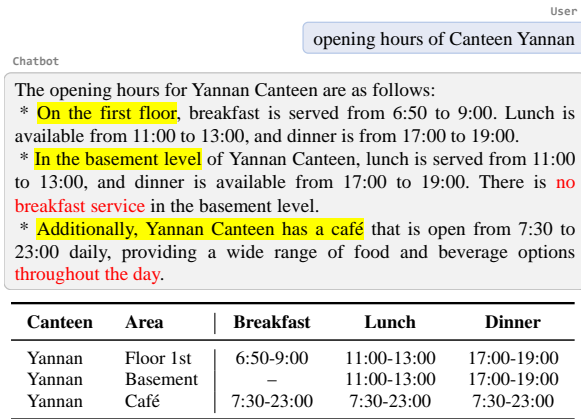 User
opening hours of Canteen Yannan
Chatbot
The opening hours for Yannan Canteen are as follows:
* On the first floor, breakfast is served from 6:50 to 9:00. Lunch is
available from 11:00 to 13:00, and dinner is from 17:00 to 19:00.
* In the basement level of Yannan Canteen, lunch is served from 11:00
to 13:00, and dinner is available from 17:00 to 19:00. There is no
breakfast service in the basement level.
* Additionally, Yannan Canteen has a café that is open from 7:30 to
23:00 daily, providing a wide range of food and beverage options
throughout the day.
Canteen Area Breakfast Lunch Dinner
Yannan Floor 1st 6:50-9:00 11:00-13:00 17:00-19:00
Yannan Basement – 11:00-13:00 17:00-19:00
Yannan Café 7:30-23:00 7:30-23:00 7:30-23:00